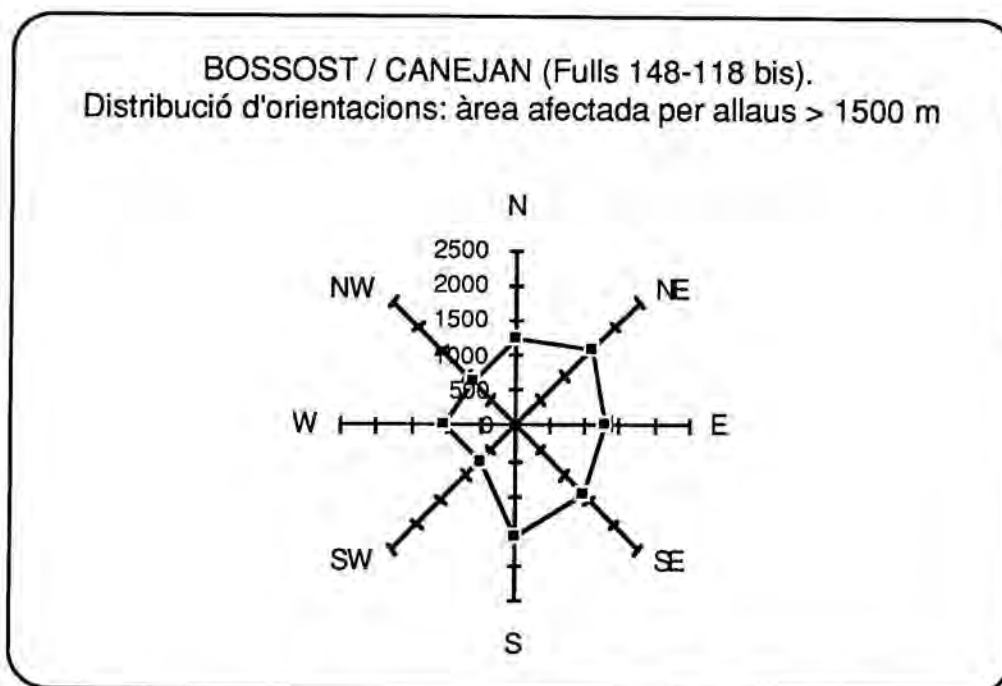 BOSSOST / CANEJAN (Fulls 148-118 bis).
Distribució d'orientacions: àrea afectada per allaus > 1500 m
N
2500
NW
2000
NE
1500
1000
500
W
0
E
SW
SE
S